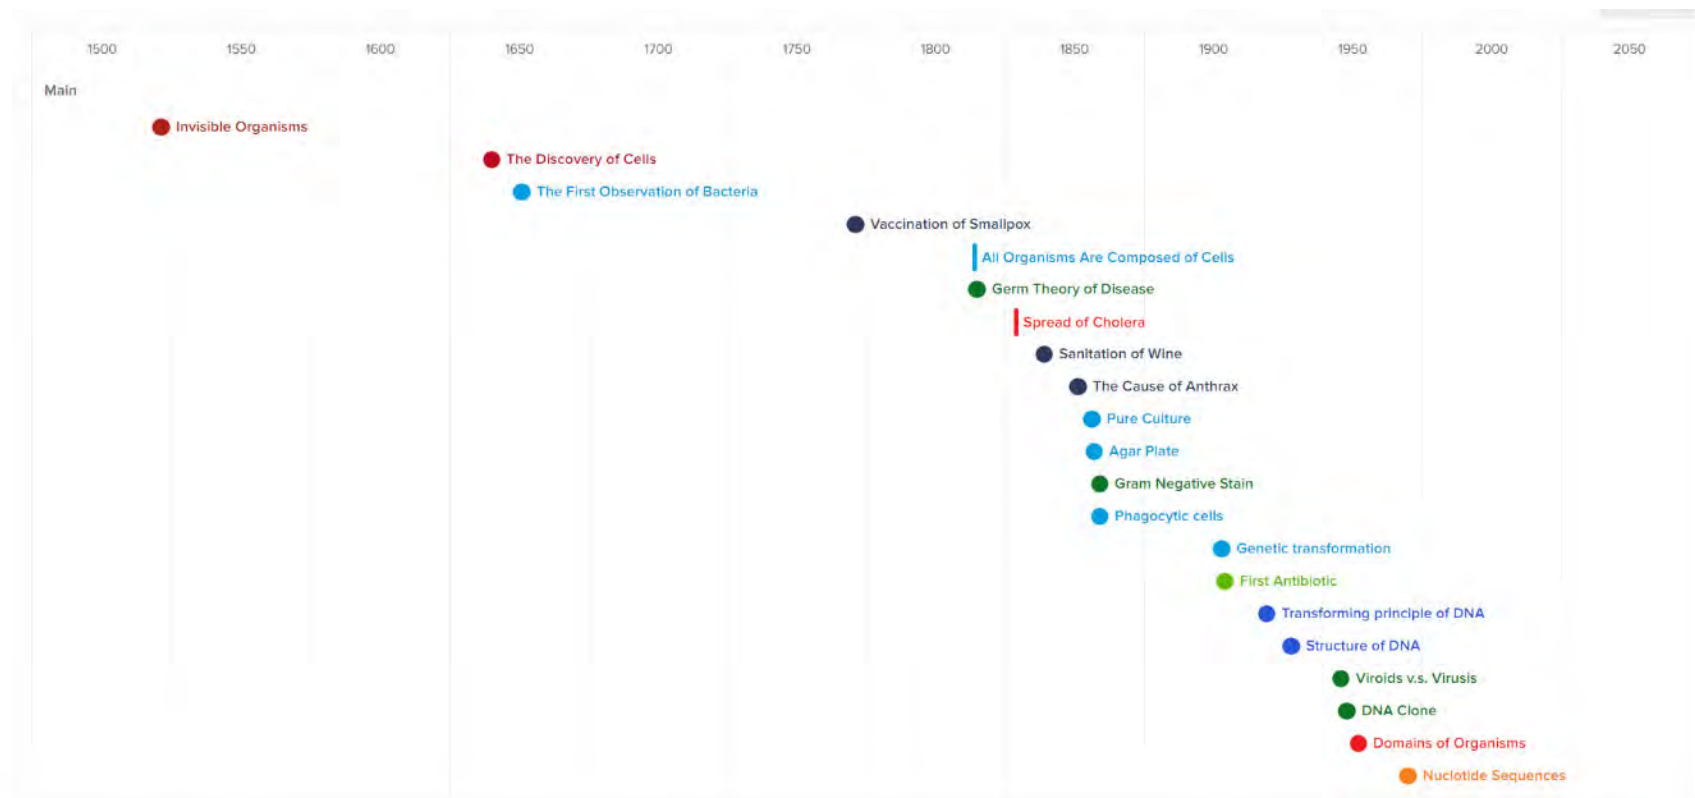 1500 1550 1600 1650 1700 1750 1800 1850 1900 1950 2000 2050
Main
Invisible Organisms
The Discovery of Cells
The First Observation of Bacteria
Vaccination of Smallpox
All Organisms Are Composed of Cells
Germ Theory of Disease
Spread of Cholera
Sanitation of Wine
The Cause of Anthrax
Pure Culture
Agar Plate
Gram Negative Stain
Phagocytic cells
Genetic transformation
First Antibiotic
Transforming principle of DNA
Structure of DNA
Viroids v.s. Virusis
DNA Clone
Domains of Organisms
Nuclotide Sequences